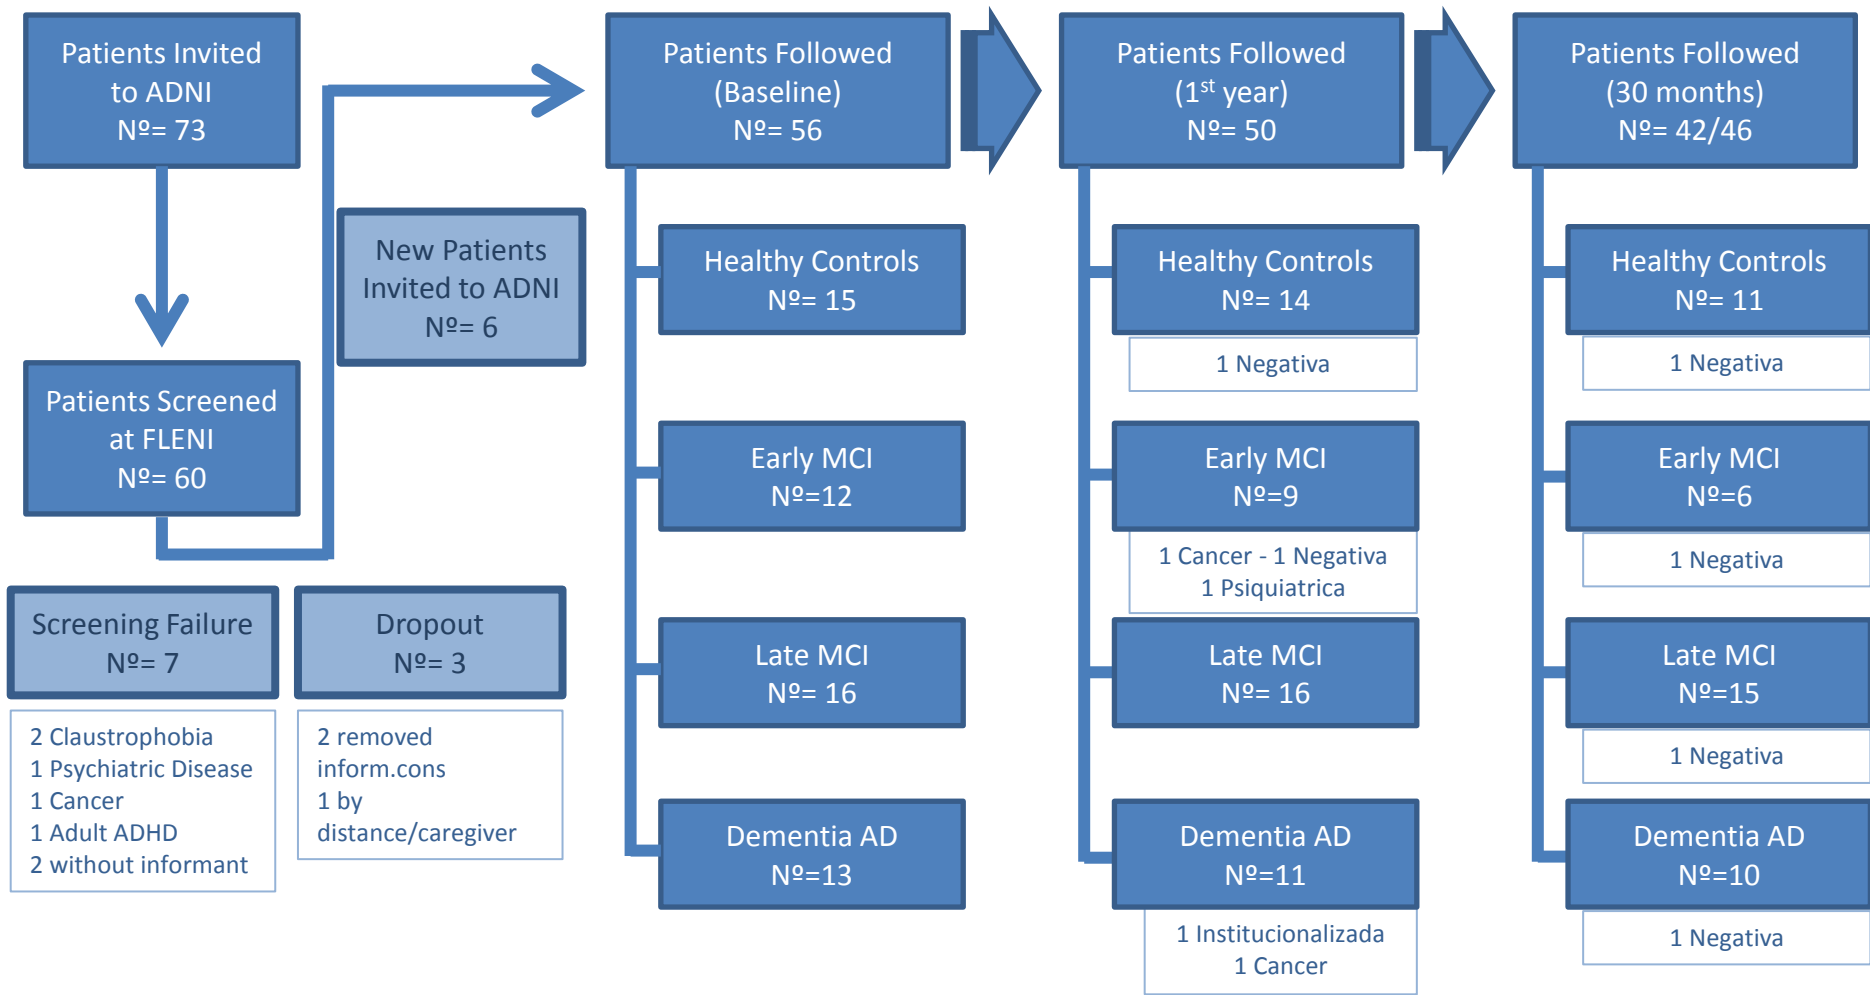 Patients Invited
to ADNI
Nº= 73
Patients Screened
at FLENI
Nº= 60
Screening Failure
Nº= 7
2 Claustrophobia
1 Psychiatric Disease
1 Cancer
1 Adult ADHD
2 without informant
Dropout
Nº= 3
2 removed
inform.cons
1 by
distance/caregiver
New Patients
Invited to ADNI
Nº= 6
Patients Followed
(Baseline)
Nº= 56
Healthy Controls
Nº= 15
Early MCI
Nº=12
Late MCI
Nº= 16
Dementia AD
Nº=13
Patients Followed
(1st year)
Nº= 50
Healthy Controls
Nº= 14
1 Negativa
Early MCI
Nº=9
1 Cancer - 1 Negativa
1 Psiquiatrica
Late MCI
Nº= 16
Dementia AD
Nº=11
1 Institucionalizada
1 Cancer
Patients Followed
(30 months)
Nº= 42/46
Healthy Controls
Nº= 11
1 Negativa
Early MCI
Nº=6
1 Negativa
Late MCI
Nº=15
1 Negativa
Dementia AD
Nº=10
1 Negativa